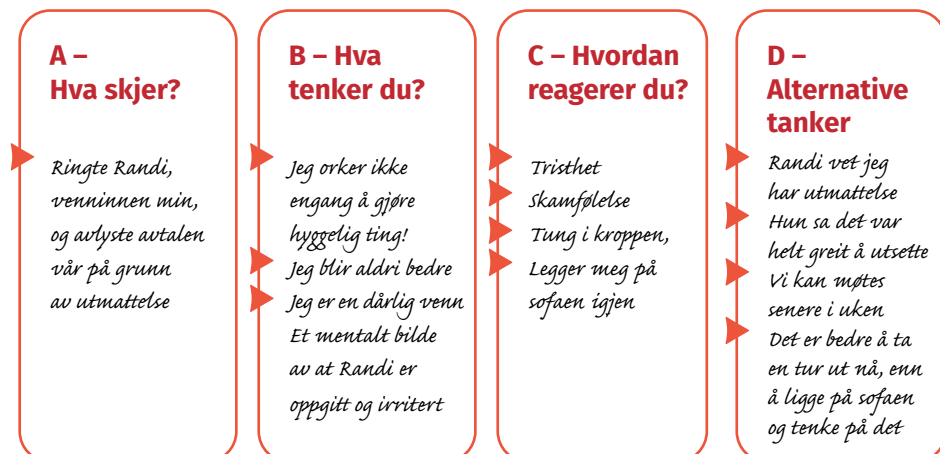 A –
Hva skjer?
Ringte Randi,
venninnen min,
og avlyste avtalen
vår på grunn
av utmattelse
B – Hva
tenker du?
Jeg orker ikke
engang å gjøre
hyggelig ting!
Jeg blir aldri bedre
Jeg er en dårlig venn
Et mentalt bilde
av at Randi er
oppgitt og irritert
C – Hvordan
reagerer du?
Tristhet
Skamfølelse
Tung i kroppen,
Legger meg på
sofaen igjen
D –
Alternative
tanker
Randi vet jeg
har utmattelse
Hun sa det var
helt greit å utsette
Vi kan møtes
senere i uken
Det er bedre å ta
en tur ut nå, enn
å ligge på sofaen
og tenke på det